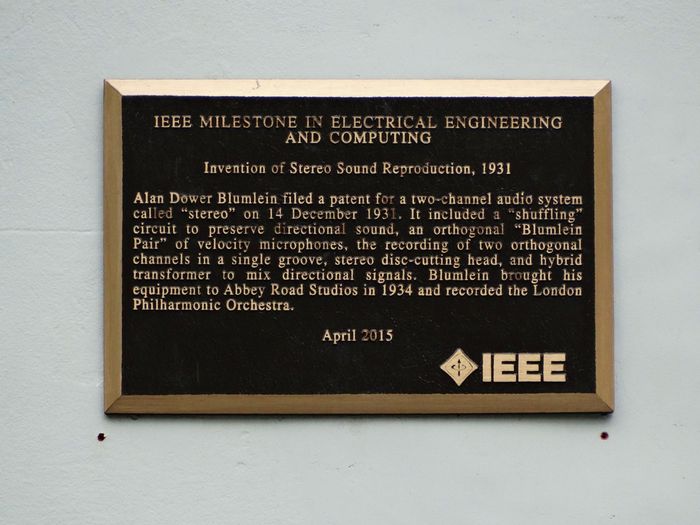 IEEE MILESTONE IN ELECTRICAL ENGINEERING
AND COMPUTING
Invention of Stereo Sound Reproduction, 1931
Alan Dower Blumlein filed a patent for a two-channel audio system
called “stereo” on 14 December 1931. It included a “shuffling”
circuit to preserve directional sound, an orthogonal “Blumlein
Pair” of velocity microphones, the recording of two orthogonal
channels in a single groove, stereo disc-cutting head, and hybrid
transformer to mix directional signals. Blumlein brought his
equipment to Abbey Road Studios in 1934 and recorded the London
Philharmonic Orchestra.
April 2015
IEEE